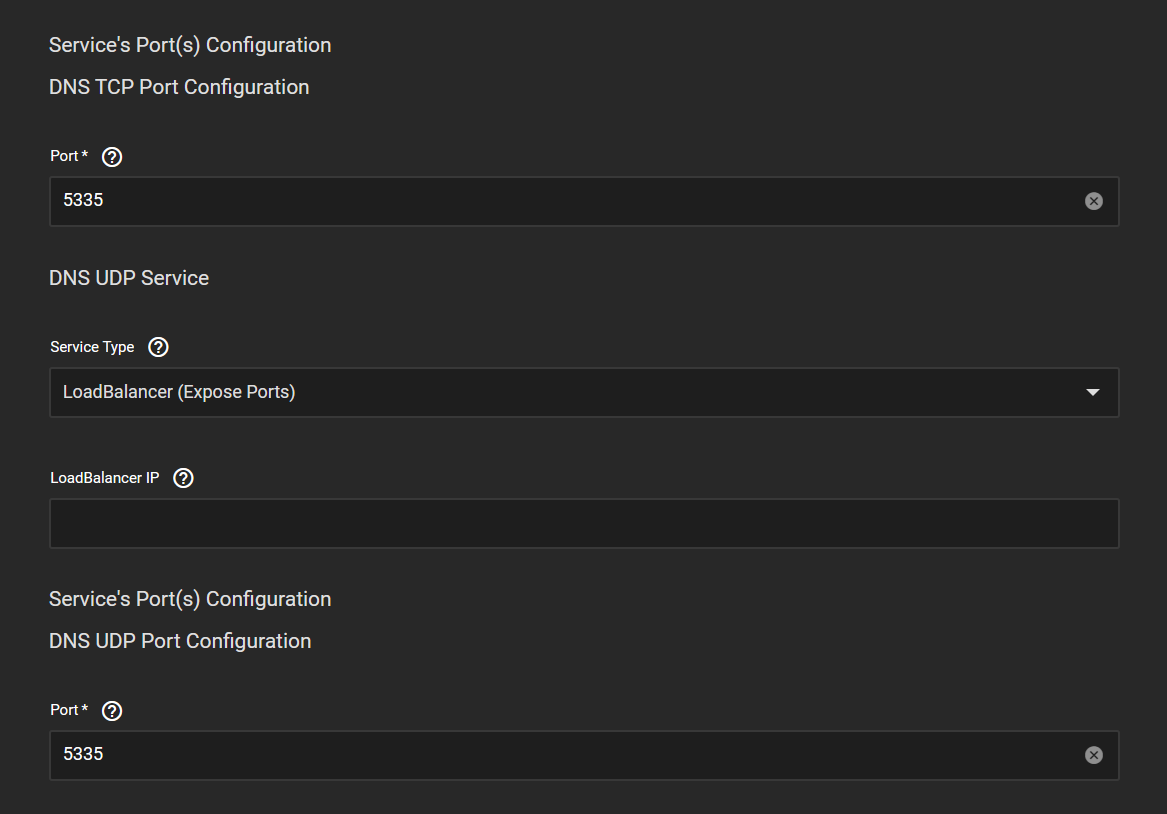 Service's Port(s) Configuration
DNS TCP Port Configuration
Port *
5335
DNS UDP Service
Service Type
LoadBalancer (Expose Ports)
LoadBalancer IP
Service's Port(s) Configuration
DNS UDP Port Configuration
Port *
5335